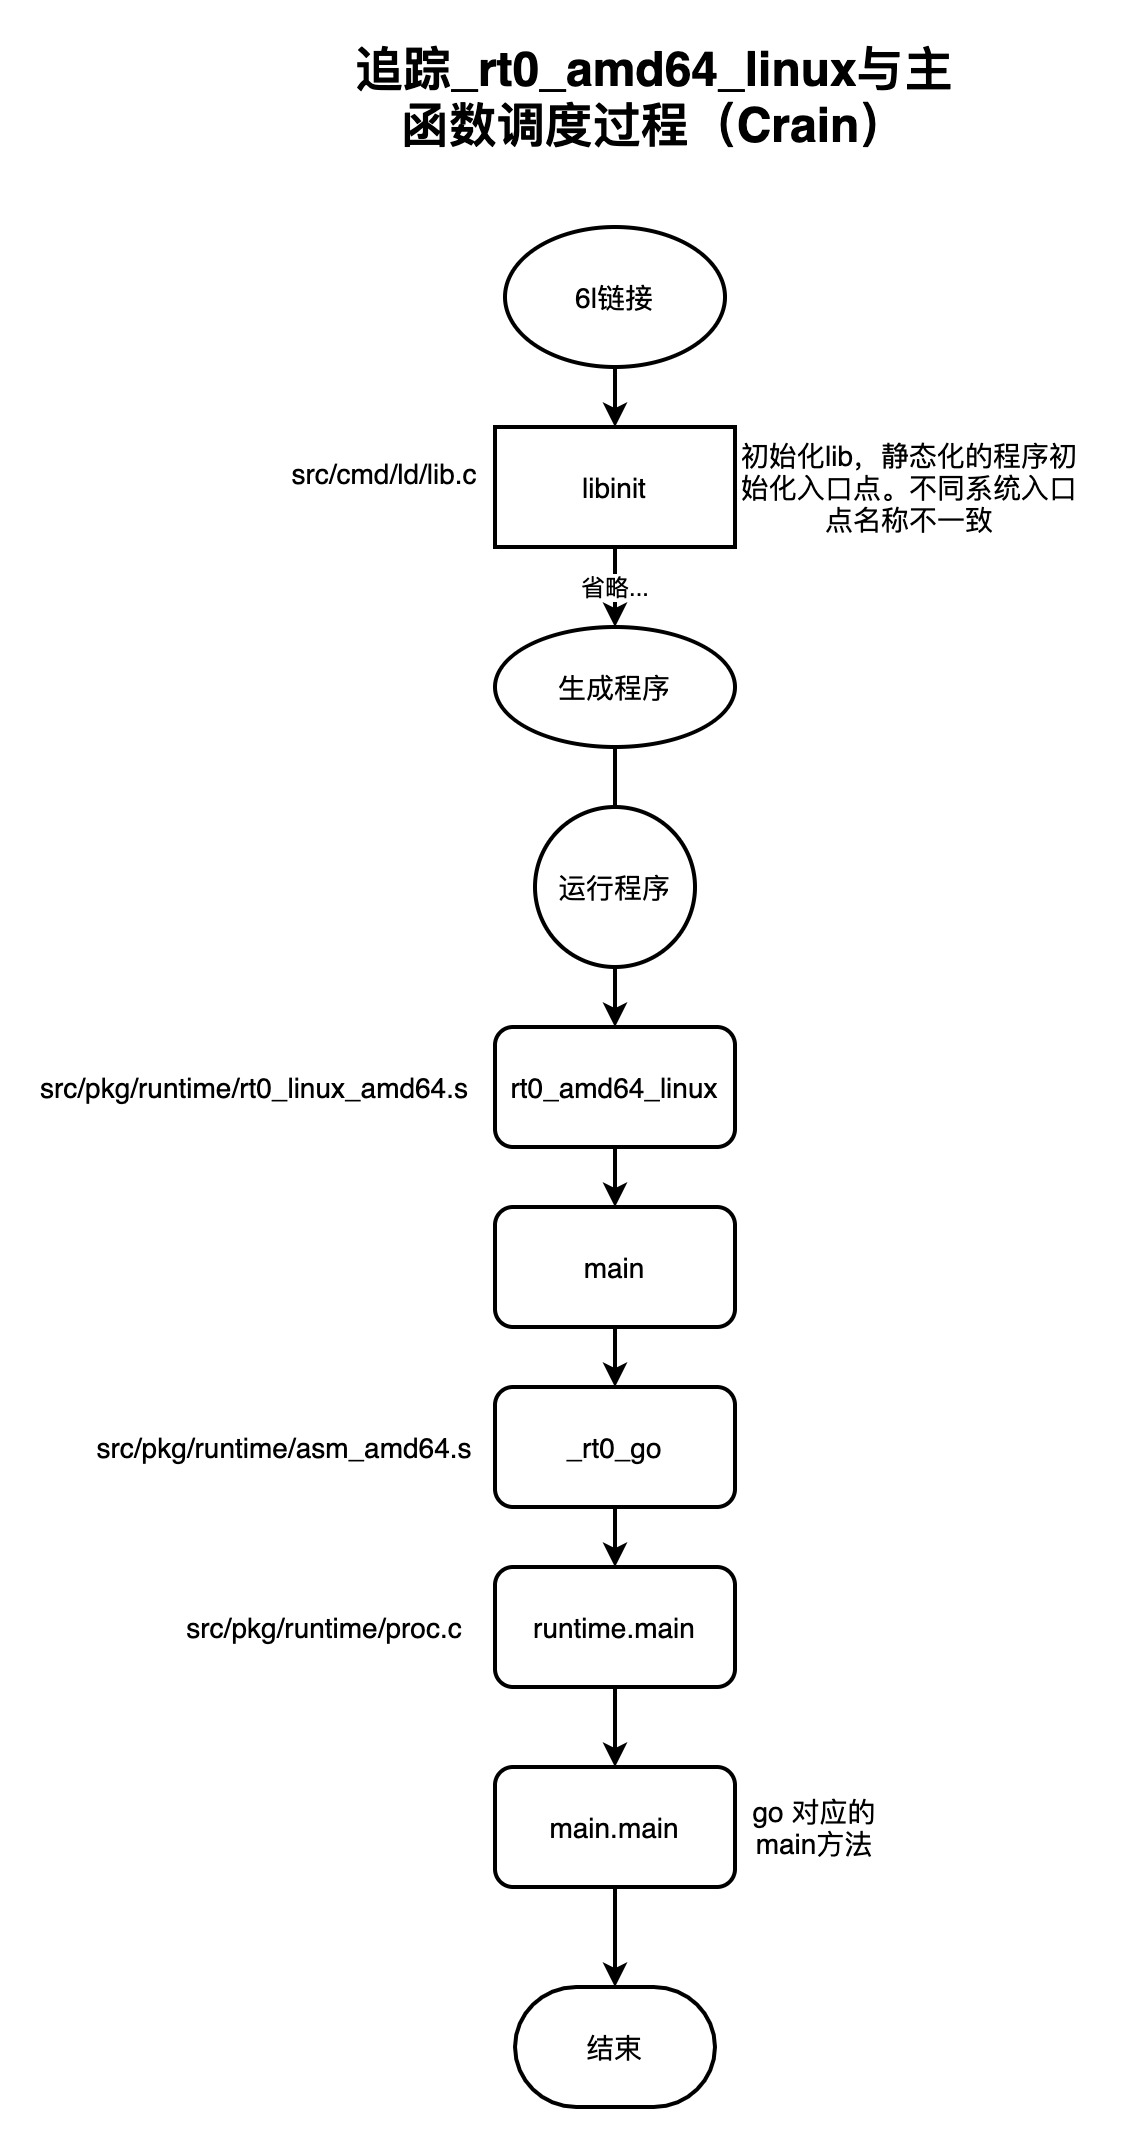 追踪_rt0_amd64_linux与主
函数调度过程（Crain）
6l链接
src/cmd/ld/lib.c
libinit
初始化lib，静态化的程序初
始化入口点。不同系统入口
点名称不一致
省略...
生成程序
运行程序
src/pkg/runtime/rt0_linux_amd64.s
rt0_amd64_linux
main
src/pkg/runtime/asm_amd64.s
_rt0_go
src/pkg/runtime/proc.c
runtime.main
main.main
go 对应的
main方法
结束